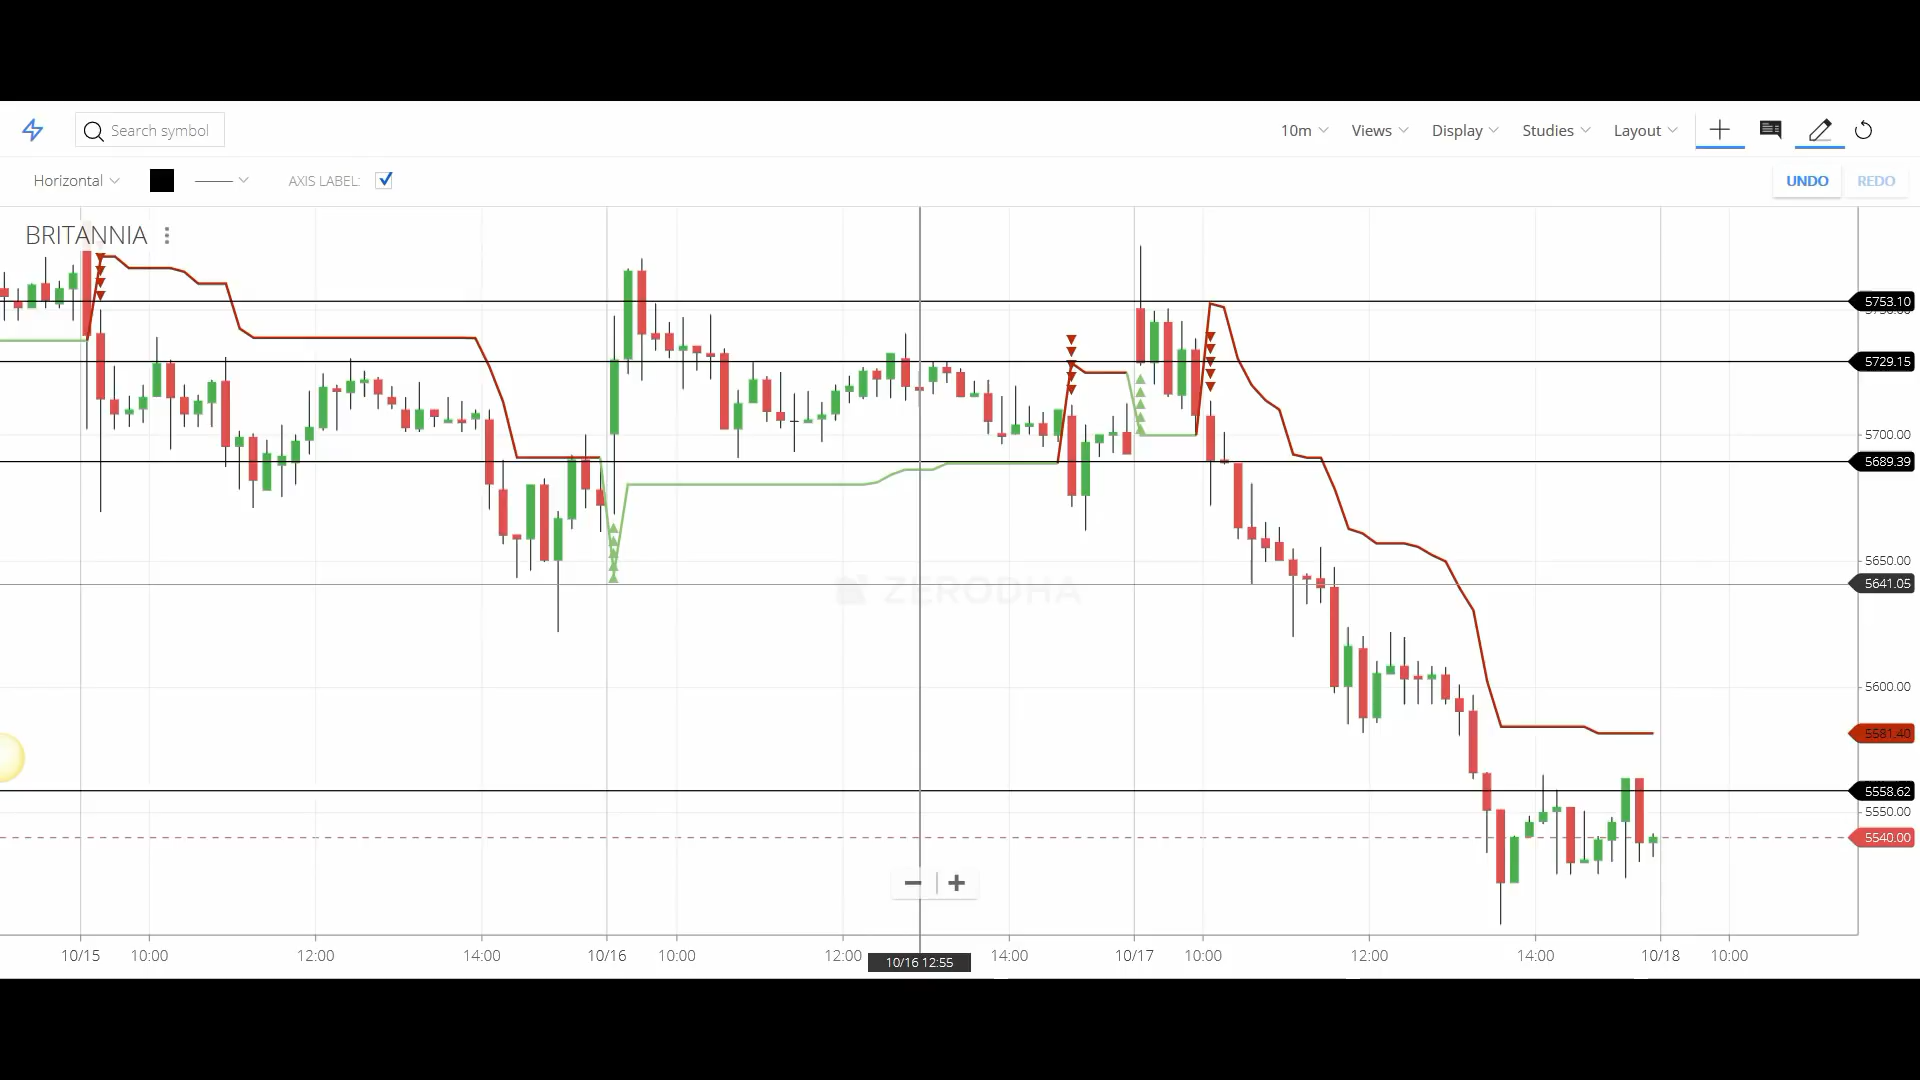 Search symbol
10m Views Display Studies Layout
Horizontal AXIS LABEL: UNDO REDO
BRITANNIA
5753.10
5729.15
5700.00
5689.39
5650.00
5641.05
ZERODHA
5600.00
5581.40
5558.62
5550.00
5540.00
10/15 10:00 12:00 14:00 10/16 10:00 12:00 10/16 12:55 14:00 10/17 10:00 12:00 14:00 10/18 10:00